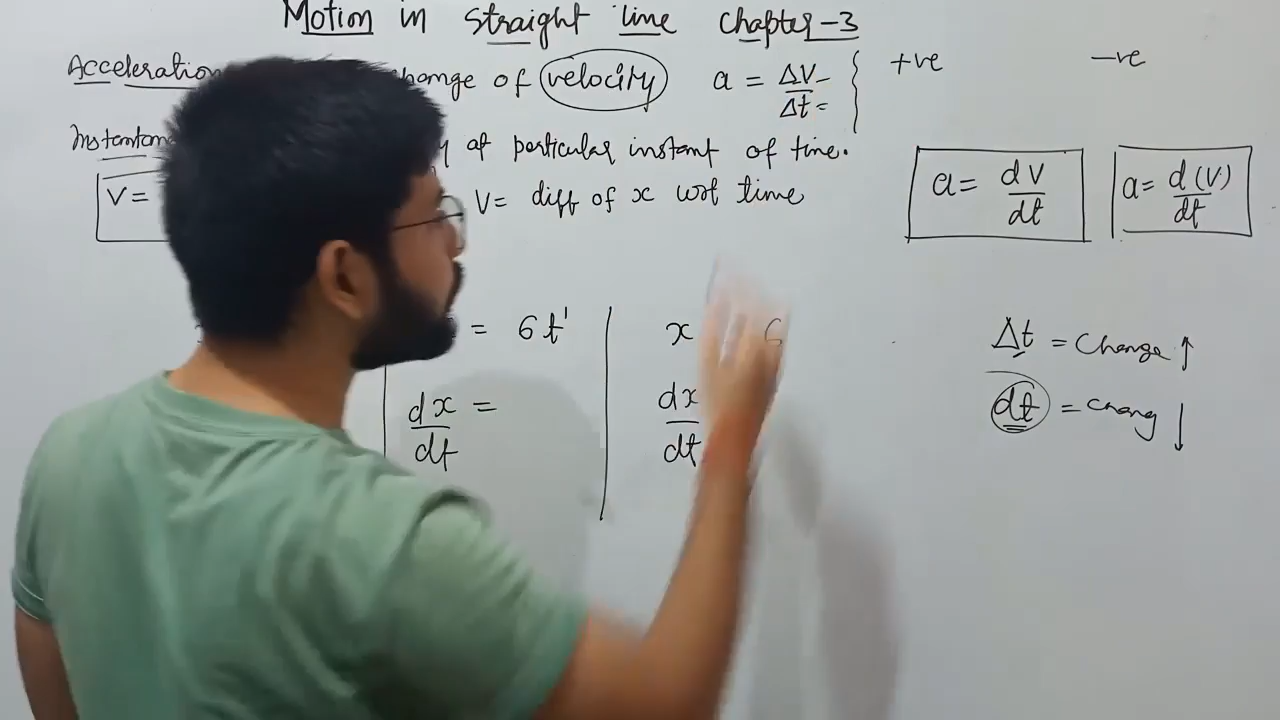 Motion in straight line Chapter-3
Acceleration change of velocity a = ΔV/Δt = { +ve -ve
at particular instant of time.
V= V= diff of x wrt time
a = dV/dt a = d(V)/dt
= 6t¹ x 6
Δt = Change ↑
dx/dt = dx/dt
dt = Chang ↓